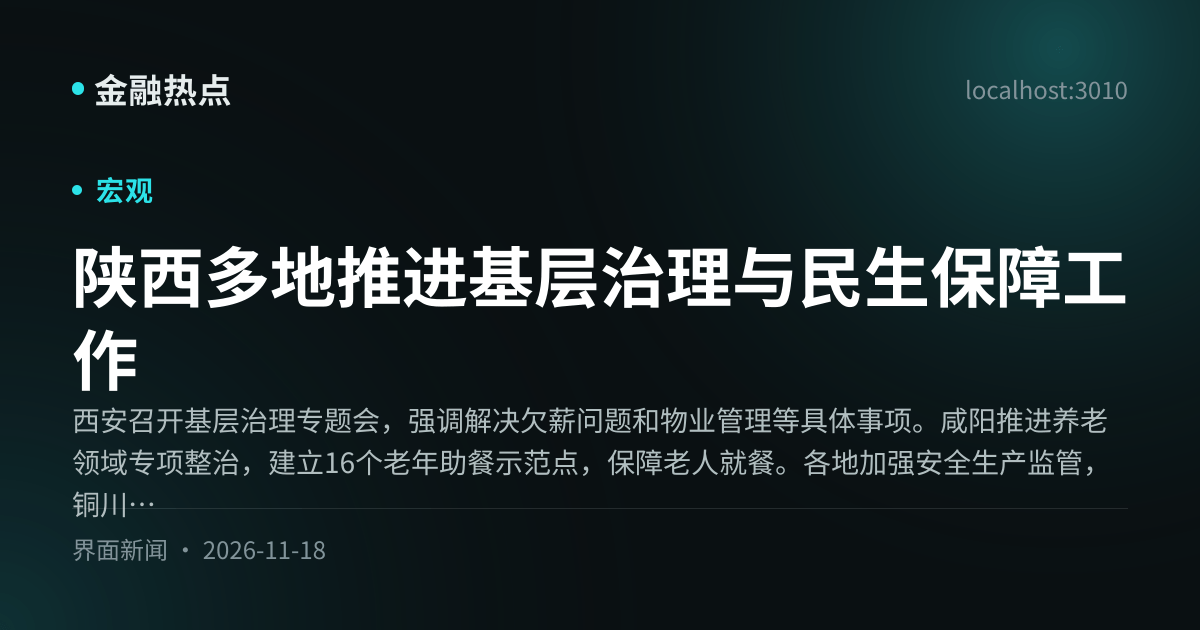 金融热点
localhost:3010
宏观
陕西多地推进基层治理与民生保障工
作
西安召开基层治理专题会，强调解决欠薪问题和物业管理等具体事项。咸阳推进养老
领域专项整治，建立16个老年助餐示范点，保障老人就餐。各地加强安全生产监管，
铜川…
界面新闻 • 2026-11-18